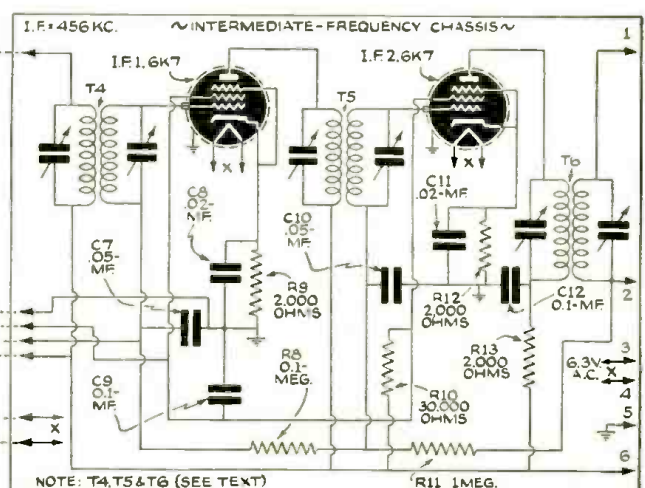 I.F.=456 KC.
~INTERMEDIATE-FREQUENCY CHASSIS~
I.F.1, 6K7
I.F.2, 6K7
T4
T5
T6
X
X
C8
.02-
MF.
C7
.05-
MF.
C9
0.1-
MF.
R9
2,000
OHMS
R8
0.1-
MEG.
C10
.05-
MF.
C11
.02-MF.
R12
2,000
OHMS
C12
0.1-MF.
R13
2,000
OHMS
R10
30,000
OHMS
R11 1 MEG.
6.3V.
A.C.
X
X
1
2
3
4
5
6
NOTE: T4, T5 & T6 (SEE TEXT)